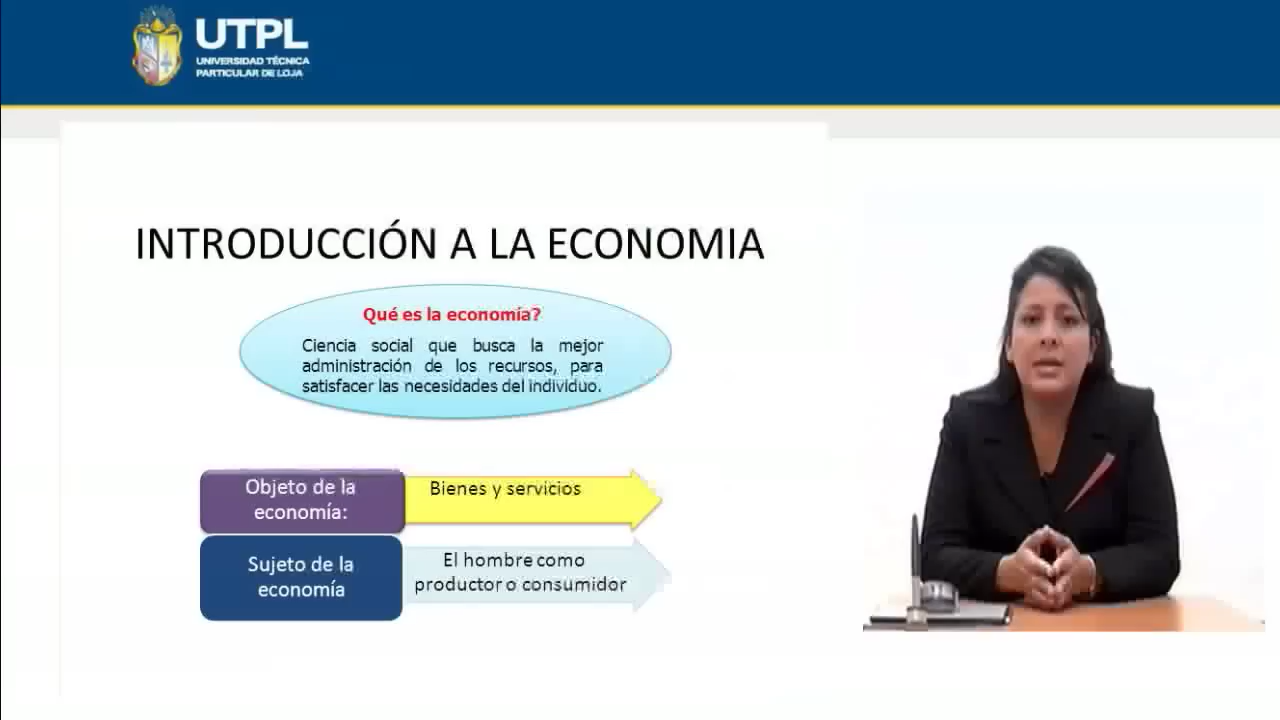 UTPL
UNIVERSIDAD TÉCNICA
PARTICULAR DE LOJA
INTRODUCCIÓN A LA ECONOMIA
Qué es la economía?
Ciencia social que busca la mejor
administración de los recursos, para
satisfacer las necesidades del individuo.
Objeto de la
economía:
Bienes y servicios
Sujeto de la
economía
El hombre como
productor o consumidor